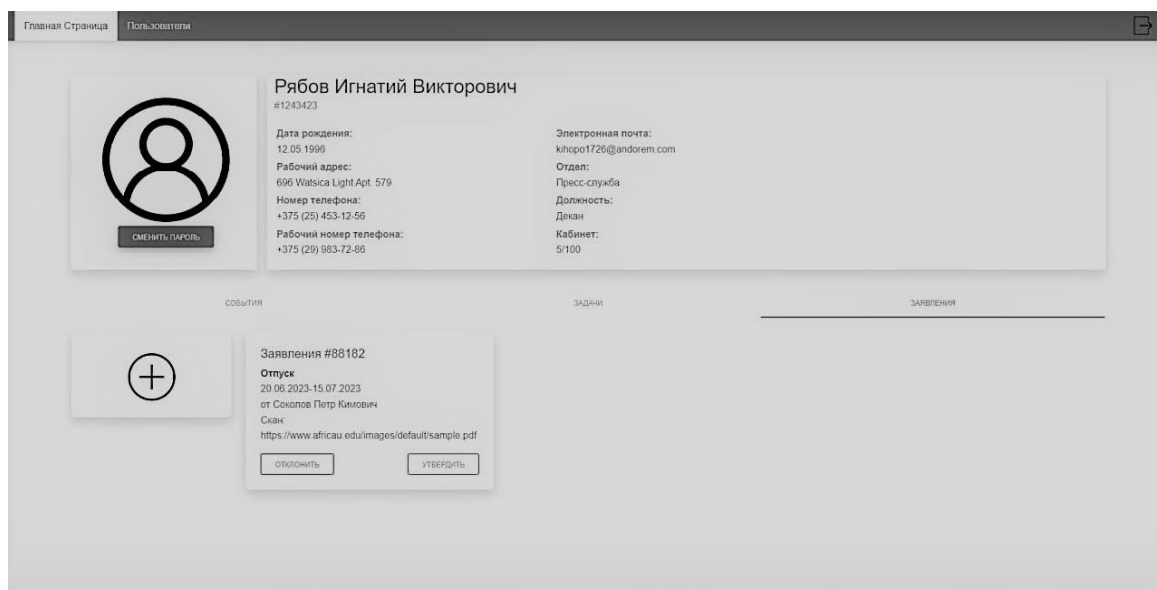 Главная Страница
Пользователи
Рябов Игнатий Викторович
#1243423
Дата рождения:
12.05.1996
Рабочий адрес:
696 Watsica Light Apt. 579
Номер телефона:
+375 (25) 453-12-56
Рабочий номер телефона:
+375 (29) 983-72-86
Электронная почта:
kihopo1726@andorem.com
Отдел:
Пресс-служба
Должность:
Декан
Кабинет:
5/100
СМЕНИТЬ ПАРОЛЬ
СОБЫТИЯ
ЗАДАЧИ
ЗАЯВЛЕНИЯ
Заявления #88182
Отпуск
20.06.2023-15.07.2023
от Соколов Петр Кимович
Скан:
https://www.africau.edu/images/default/sample.pdf
ОТКЛОНИТЬ
УТВЕРДИТЬ